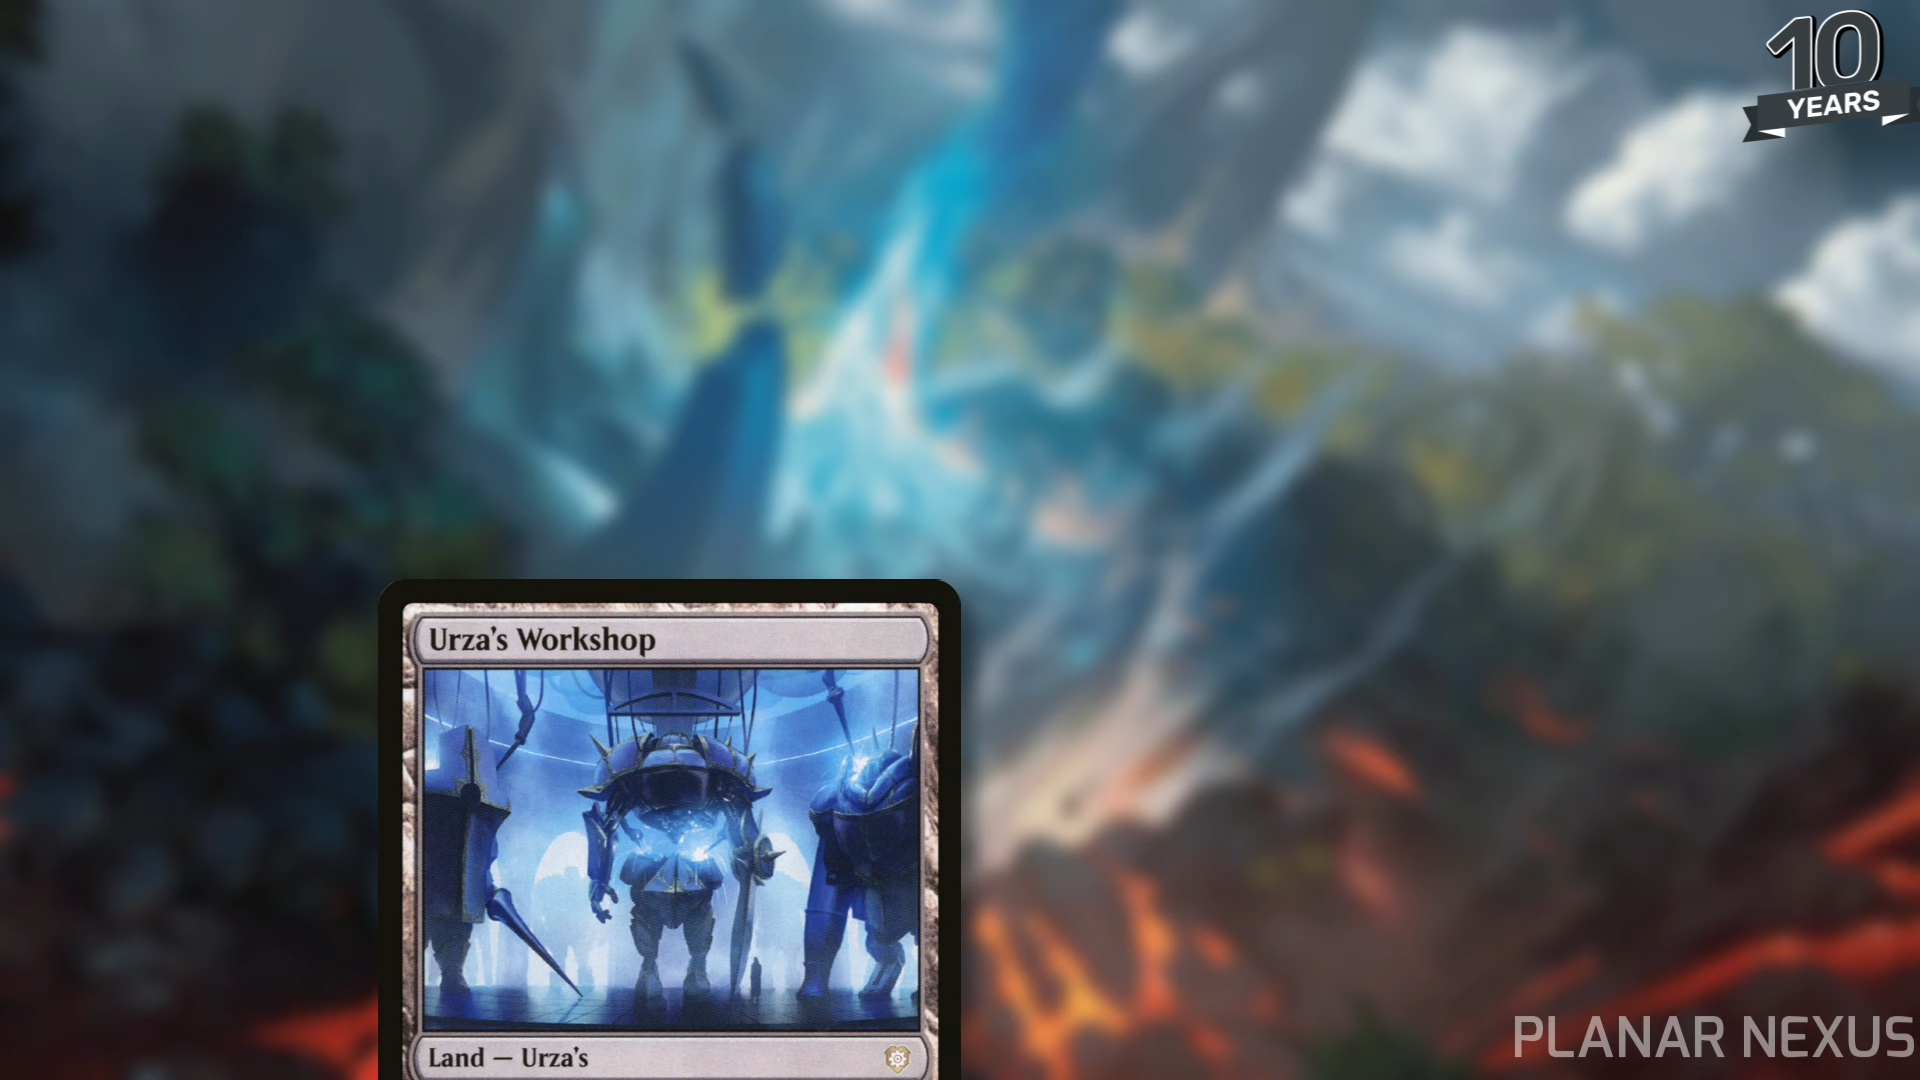 10
YEARS
Urza's Workshop
Land — Urza's
PLANAR NEXUS